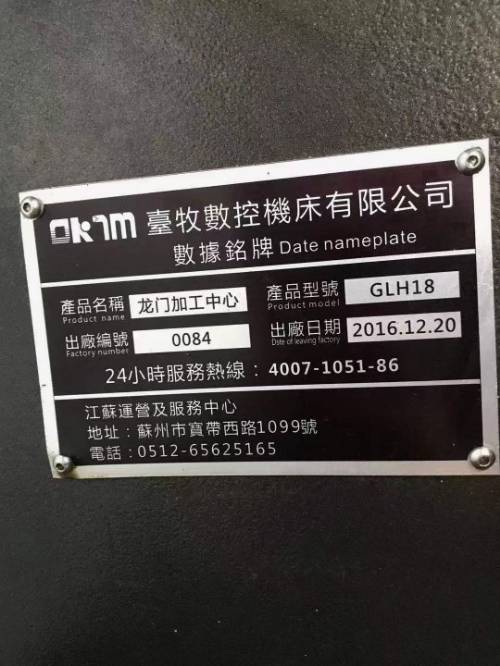 OKTM 臺牧數控機床有限公司
數據銘牌 Date nameplate
產品名稱 龙门加工中心 產品型號 GLH18
Product name Product model
出廠編號 0084 出廠日期 2016.12.20
Factory number Date of leaving factory
24小時服務熱線：4007-1051-86
江蘇運營及服務中心
地址：蘇州市寶帶西路1099號
電話：0512-65625165